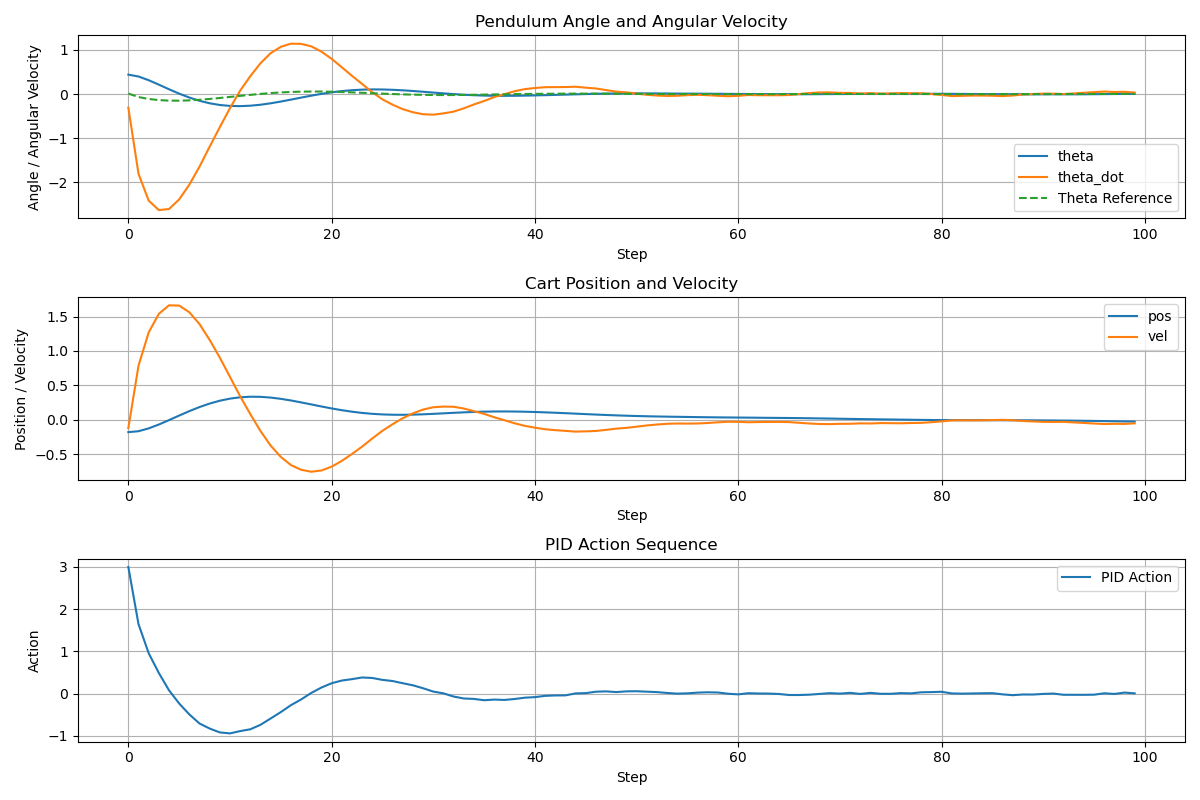 Pendulum Angle and Angular Velocity
Angle / Angular Velocity
1
0
−1
−2
theta
theta_dot
Theta Reference
0 20 40 60 80 100
Step
Cart Position and Velocity
Position / Velocity
1.5
1.0
0.5
0.0
−0.5
pos
vel
0 20 40 60 80 100
Step
PID Action Sequence
Action
3
2
1
0
−1
PID Action
0 20 40 60 80 100
Step